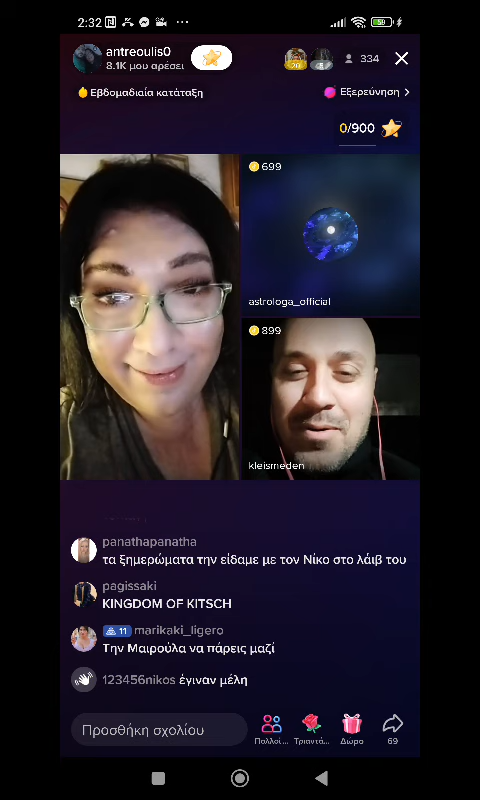 2:32
59
antreoulis0
8.1K μου αρέσει
20
334
Εβδομαδιαία κατάταξη
Εξερεύνηση
0/900
699
astrologa_official
899
kleismeden
panathapanatha
τα ξημερώματα την είδαμε με τον Νίκο στο λάιβ του
pagissaki
KINGDOM OF KITSCH
11 marikaki_ligero
Την Μαιρούλα να πάρεις μαζί
123456nikos έγιναν μέλη
Προσθήκη σχολίου
Πολλοί...
Τριαντά...
Δώρο
69